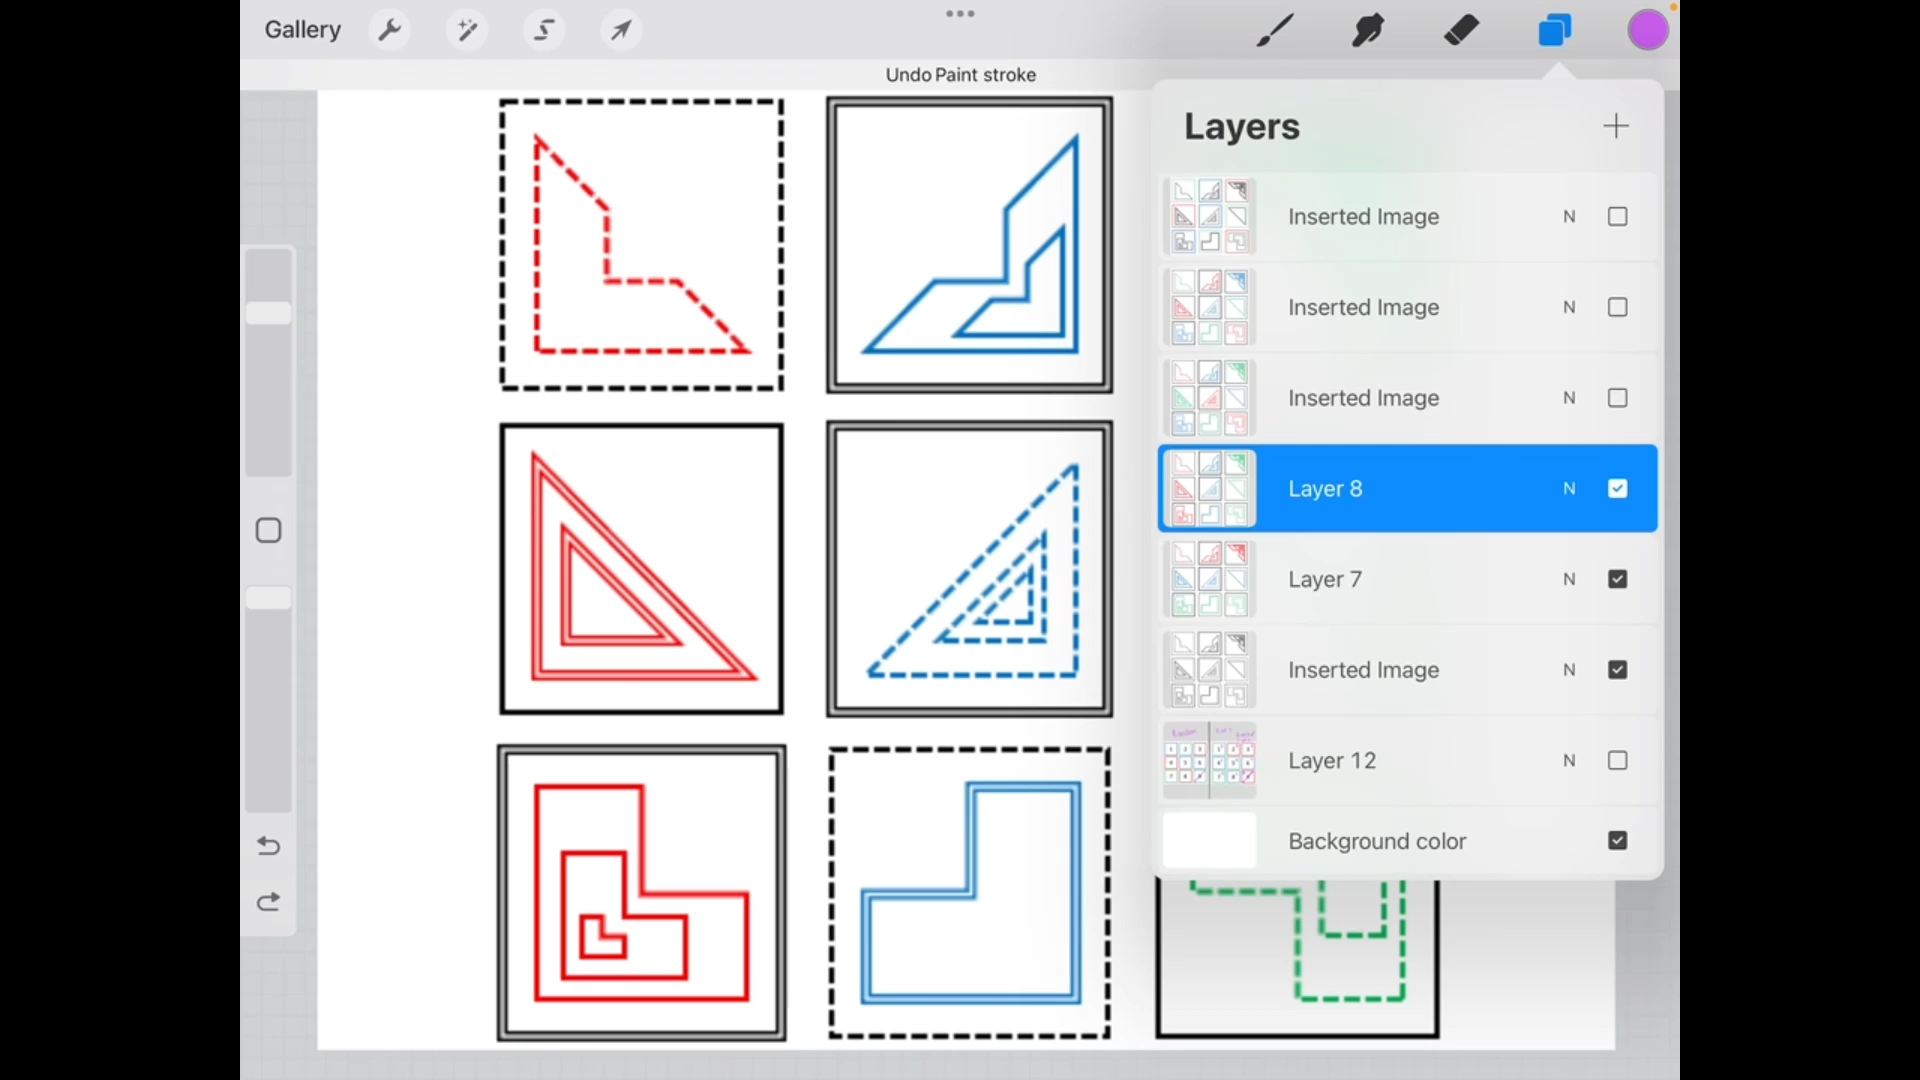 Gallery
Undo Paint stroke
Layers
Inserted Image N
Inserted Image N
Inserted Image N
Layer 8 N
Layer 7 N
Inserted Image N
Layer 12 N
Background color